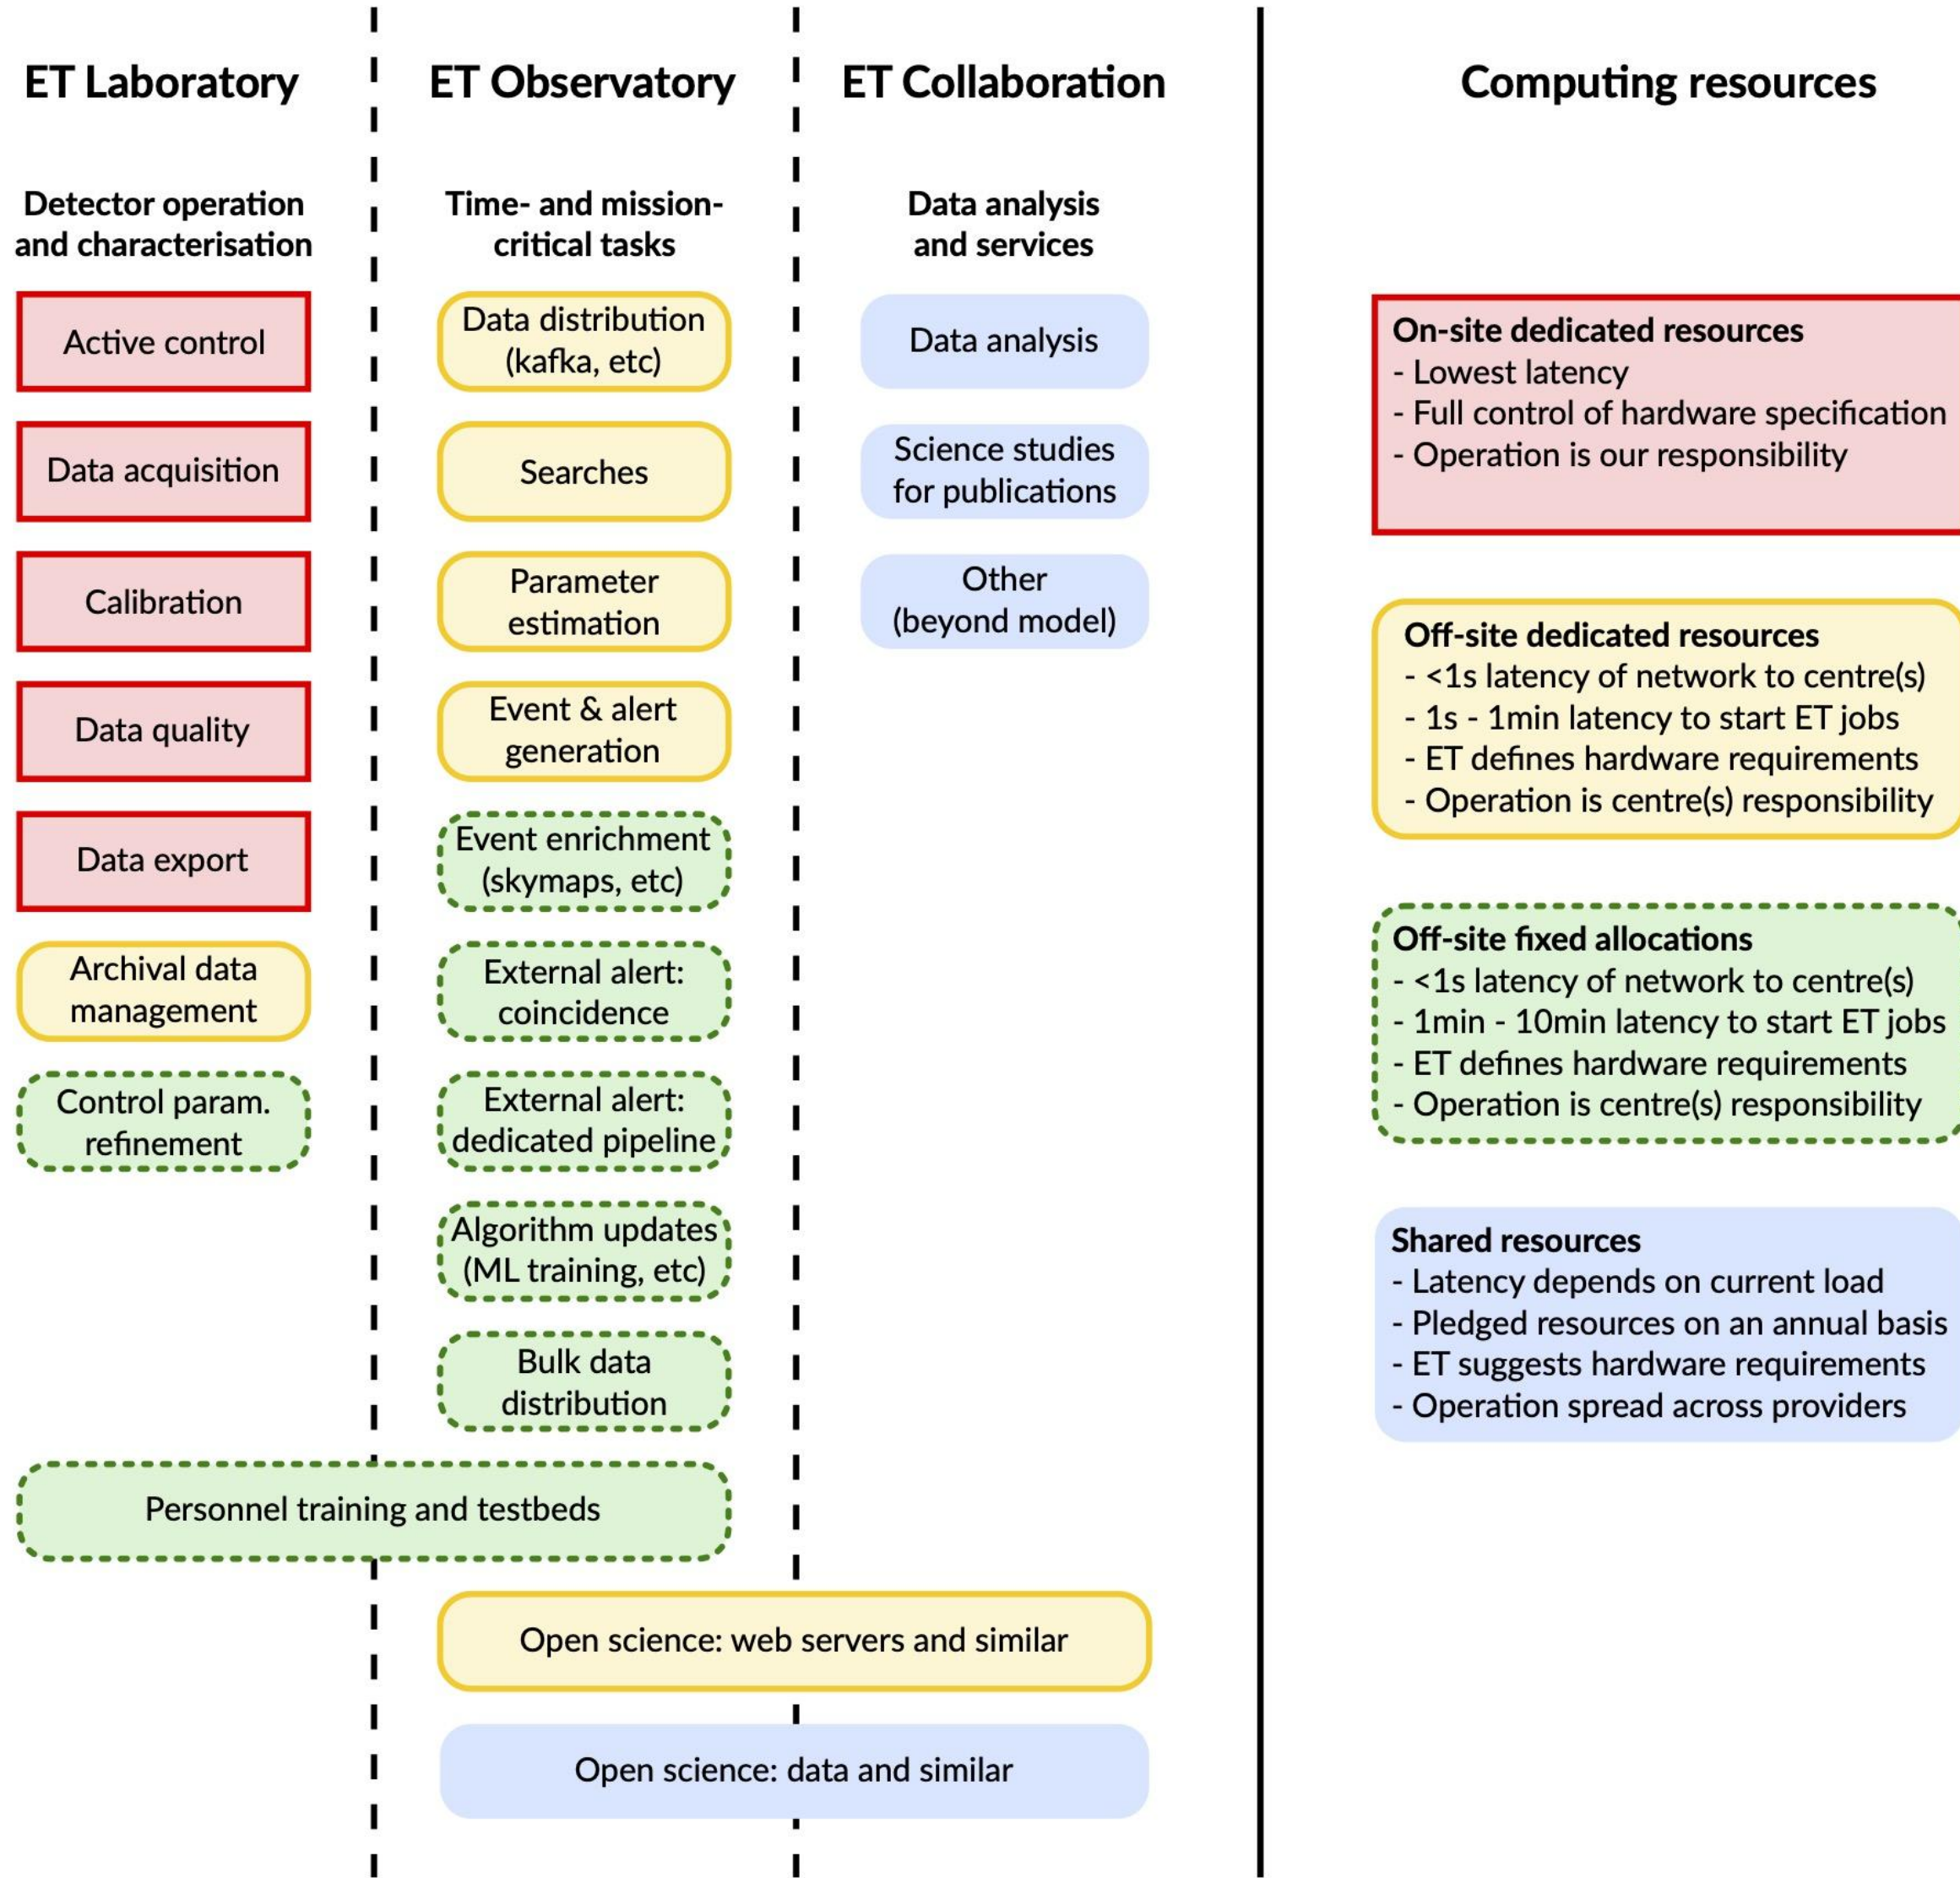 ET Laboratory
Detector operation
and characterisation
Active control
Data acquisition
Calibration
Data quality
Data export
Archival data
management
Control param.
refinement
ET Observatory
Time- and mission-
critical tasks
Data distribution
(kafka, etc)
Searches
Parameter
estimation
Event & alert
generation
Event enrichment
(skymaps, etc)
External alert:
coincidence
External alert:
dedicated pipeline
Algorithm updates
(ML training, etc)
Bulk data
distribution
ET Collaboration
Data analysis
and services
Data analysis
Science studies
for publications
Other
(beyond model)
Personnel training and testbeds
Open science: web servers and similar
Open science: data and similar
Computing resources
On-site dedicated resources
- Lowest latency
- Full control of hardware specification
- Operation is our responsibility
Off-site dedicated resources
- <1s latency of network to centre(s)
- 1s - 1min latency to start ET jobs
- ET defines hardware requirements
- Operation is centre(s) responsibility
Off-site fixed allocations
- <1s latency of network to centre(s)
- 1min - 10min latency to start ET jobs
- ET defines hardware requirements
- Operation is centre(s) responsibility
Shared resources
- Latency depends on current load
- Pledged resources on an annual basis
- ET suggests hardware requirements
- Operation spread across providers